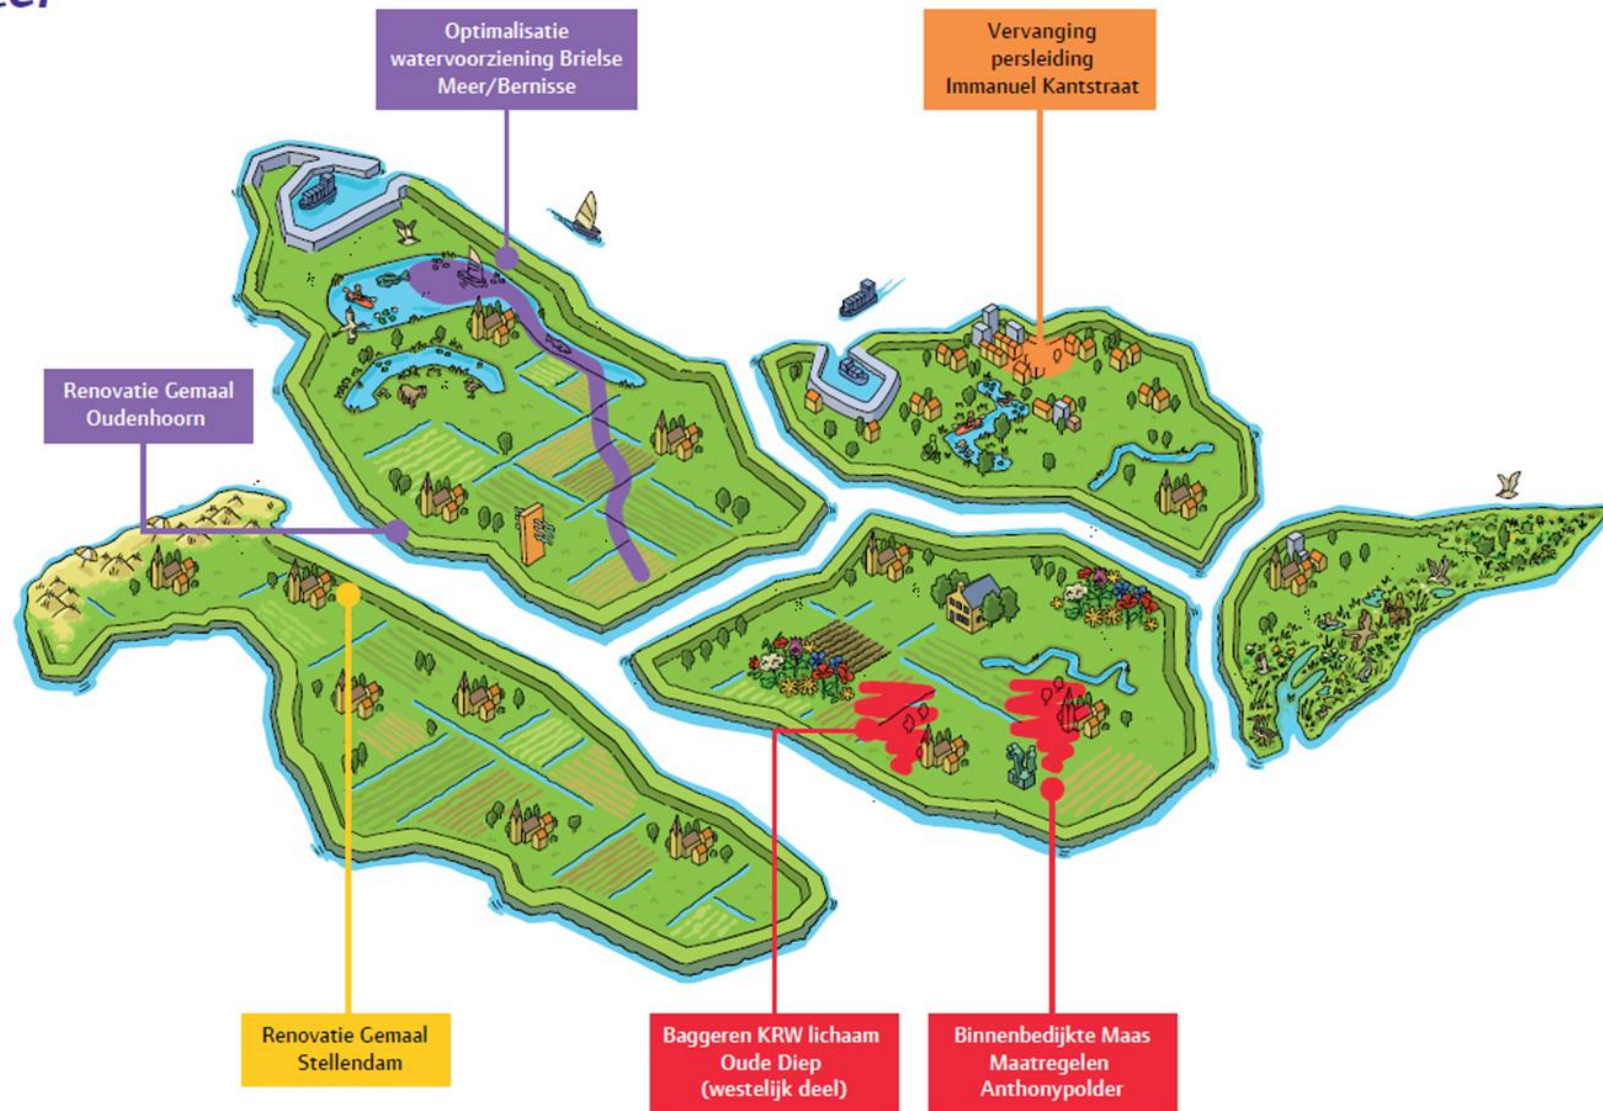 Optimalisatie
watervoorziening Brielse
Meer/Bernisse
Vervanging
persleiding
Immanuel Kantstraat
Renovatie Gemaal
Oudenhoorn
Renovatie Gemaal
Stellendam
Baggeren KRW lichaam
Oude Diep
(westelijk deel)
Binnenbedijkte Maas
Maatregelen
Anthonypolder